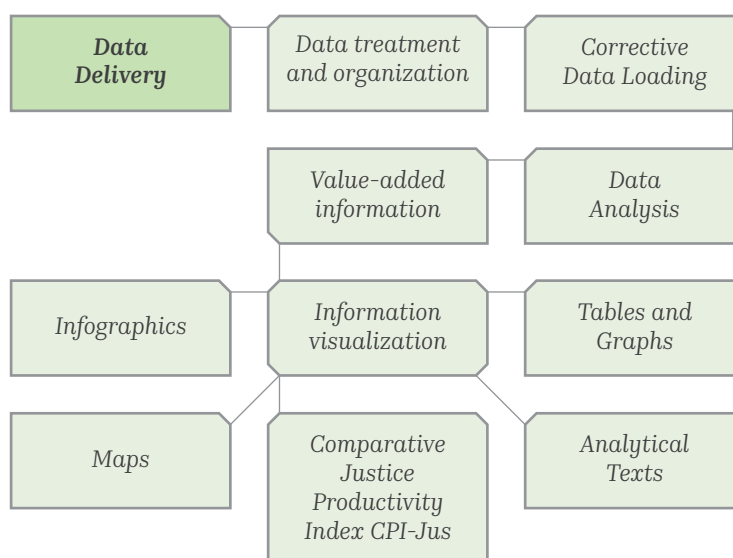 Data
Delivery
Data treatment
and organization
Corrective
Data Loading
Value-added
information
Data
Analysis
Infographics
Information
visualization
Tables and
Graphs
Maps
Comparative
Justice
Productivity
Index CPI-Jus
Analytical
Texts